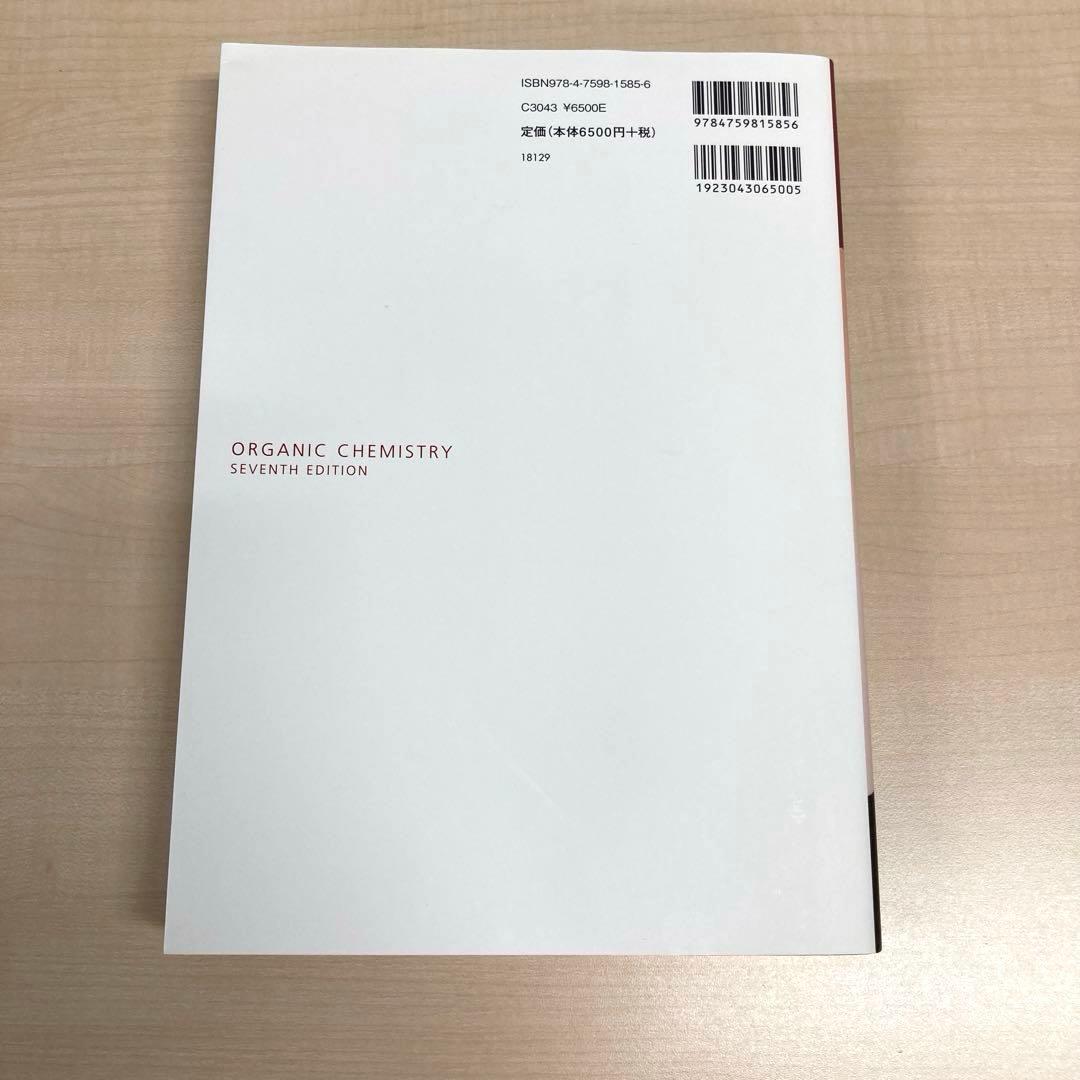 ISBN978-4-7598-1585-6
C3043 ¥6500E
定価(本体6500円+税)
18129
9784759815856
1923043065005
ORGANIC CHEMISTRY
SEVENTH EDITION